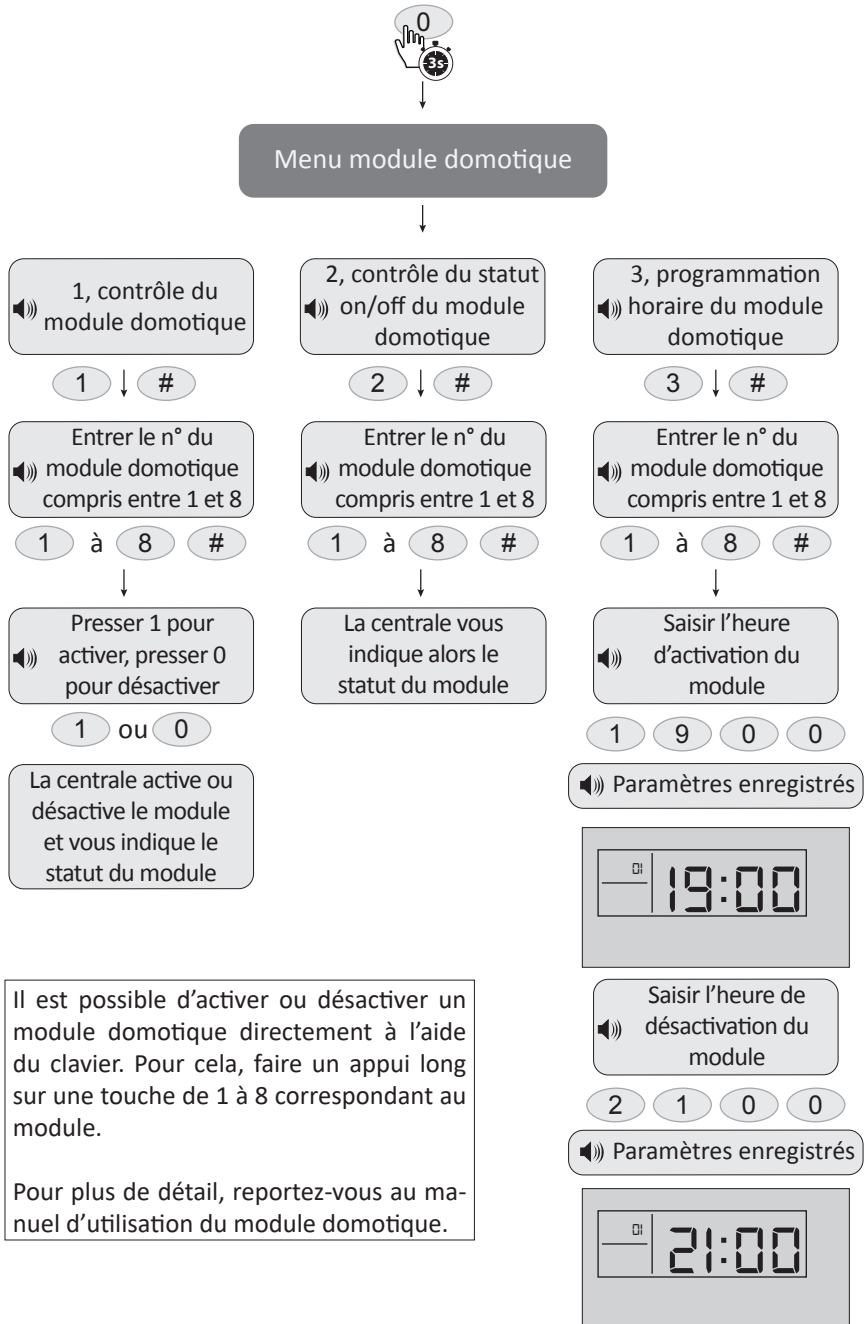 0
3s
Menu module domotique
1, contrôle du
module domotique
1 #
Entrer le n° du
module domotique
compris entre 1 et 8
1 à 8 #
Presser 1 pour
activer, presser 0
pour désactiver
1 ou 0
La centrale active ou
désactive le module
et vous indique le
statut du module
2, contrôle du statut
on/off du module
domotique
2 #
Entrer le n° du
module domotique
compris entre 1 et 8
1 à 8 #
La centrale vous
indique alors le
statut du module
3, programmation
horaire du module
domotique
3 #
Entrer le n° du
module domotique
compris entre 1 et 8
1 à 8 #
Saisir l’heure
d’activation du
module
1 9 0 0
Paramètres enregistrés
01 19:00
Saisir l’heure de
désactivation du
module
2 1 0 0
Paramètres enregistrés
01 21:00
Il est possible d’activer ou désactiver un
module domotique directement à l’aide
du clavier. Pour cela, faire un appui long
sur une touche de 1 à 8 correspondant au
module.
Pour plus de détail, reportez-vous au ma-
nuel d’utilisation du module domotique.